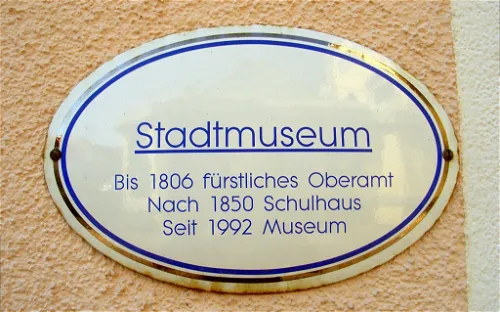 Stadtmuseum
Bis 1806 fürstliches Oberamt
Nach 1850 Schulhaus
Seit 1992 Museum